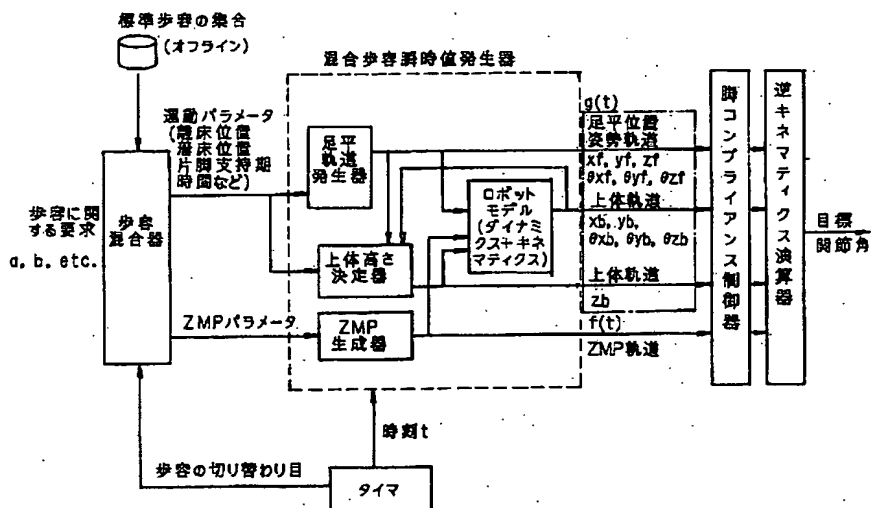 標準歩容の集合
(オフライン)
混合歩容瞬時値発生器
運動パラメータ
(離床位置
着床位置
片脚支持期
時間など)
足平
軌道
発生器
g(t)
足平位置
姿勢軌道
xf, yf, zf
θxf, θyf, θzf
上体軌道
xb, yb,
θxb, θyb, θzb
ロボット
モデル
(ダイナミ
クス+キネ
マティクス)
歩容に関
する要求
a, b, etc.
歩容
混合器
上体高さ
決定器
上体軌道
zb
ZMPパラメータ
ZMP
生成器
f(t)
ZMP軌道
脚コンプライアンス制御器
逆キネマティクス演算器
目標
関節角
時刻t
歩容の切り替わり目
タイマ